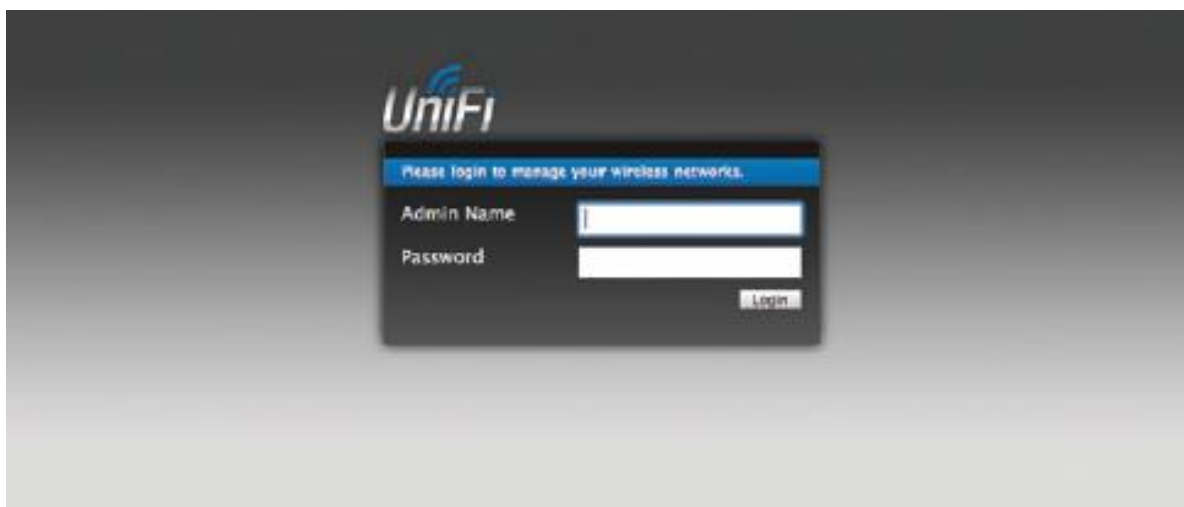 UniFi
Please login to manage your wireless networks.
Admin Name
Password
Login